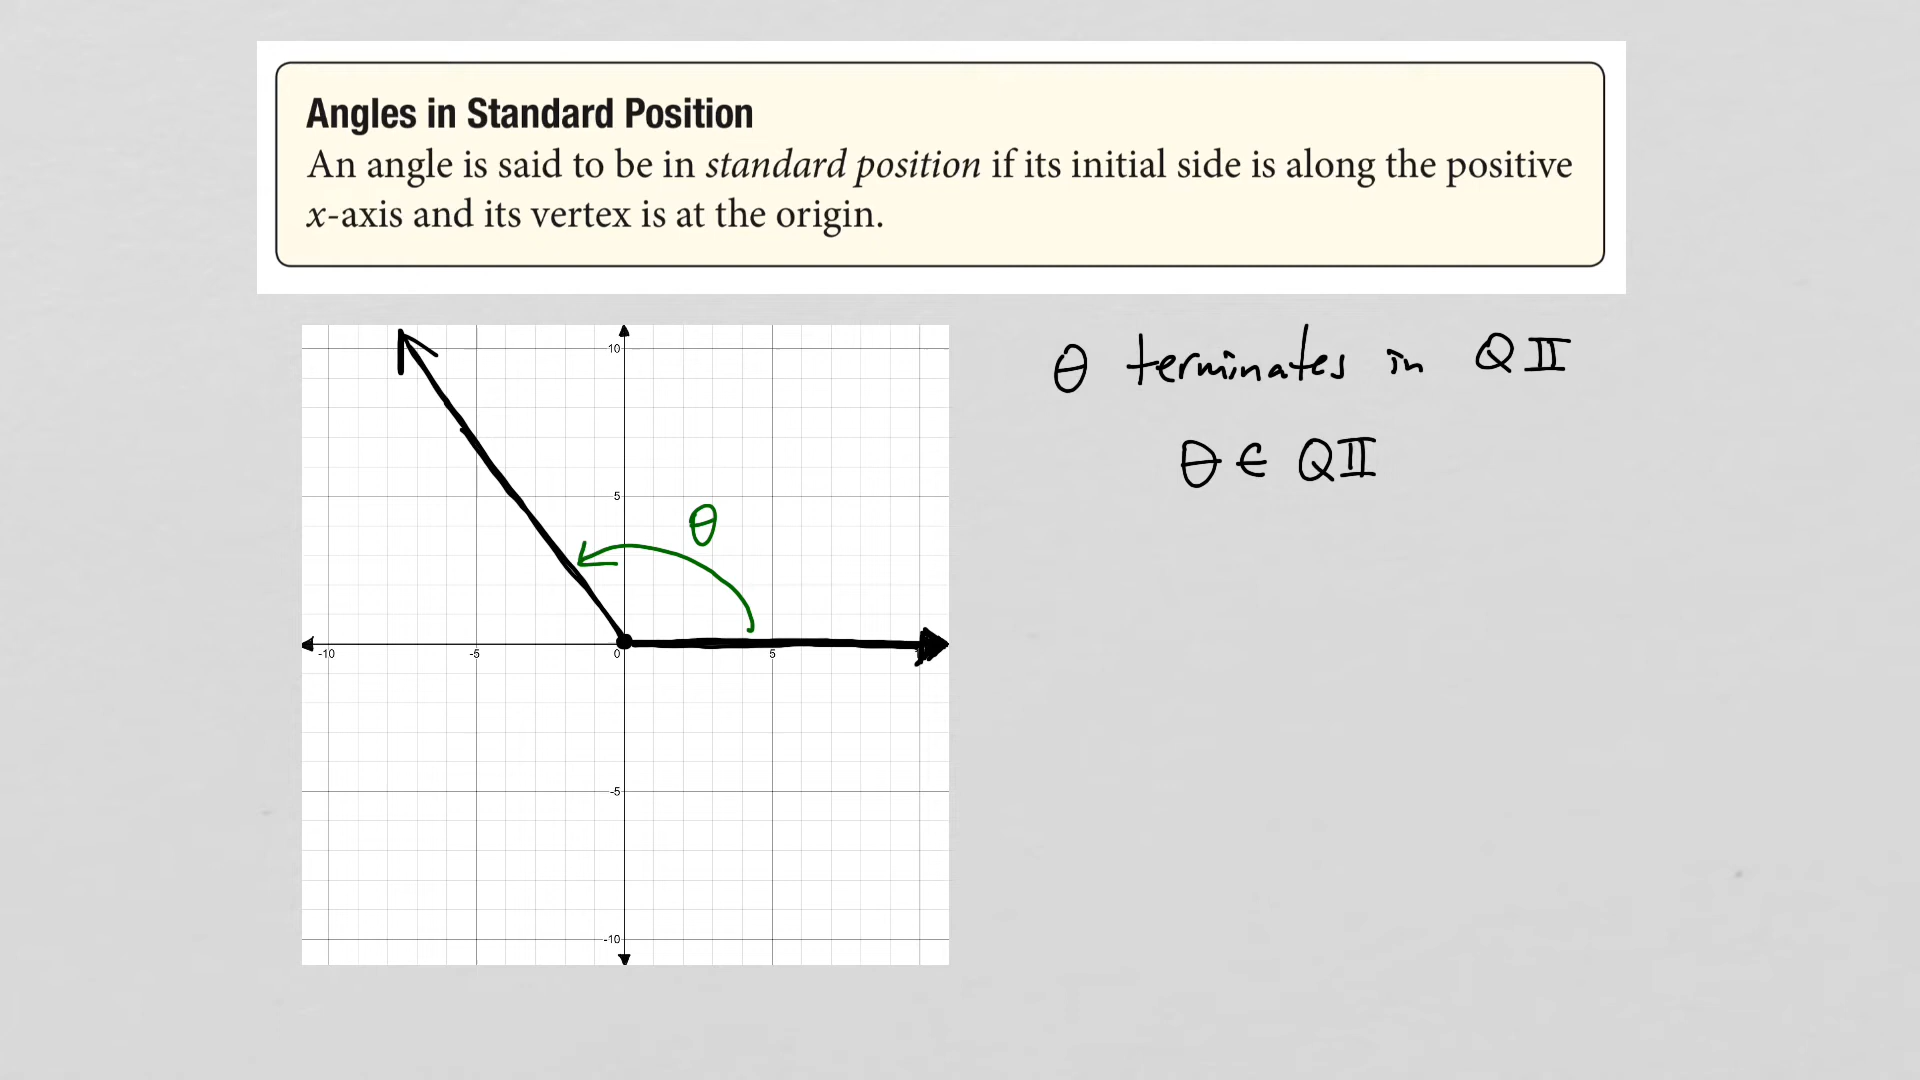 Angles in Standard Position
An angle is said to be in standard position if its initial side is along the positive
x-axis and its vertex is at the origin.
θ terminates in QII
θ ∈ QII
10
5
θ
-10
-5
0
5
-5
-10